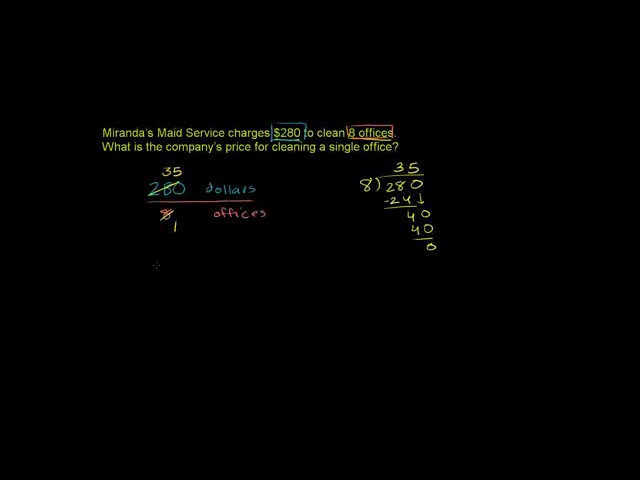 Miranda's Maid Service charges $280 to clean 8 offices.
What is the company's price for cleaning a single office?
35
280 dollars
8 offices
1
35
8)280
-24↓
40
40
0